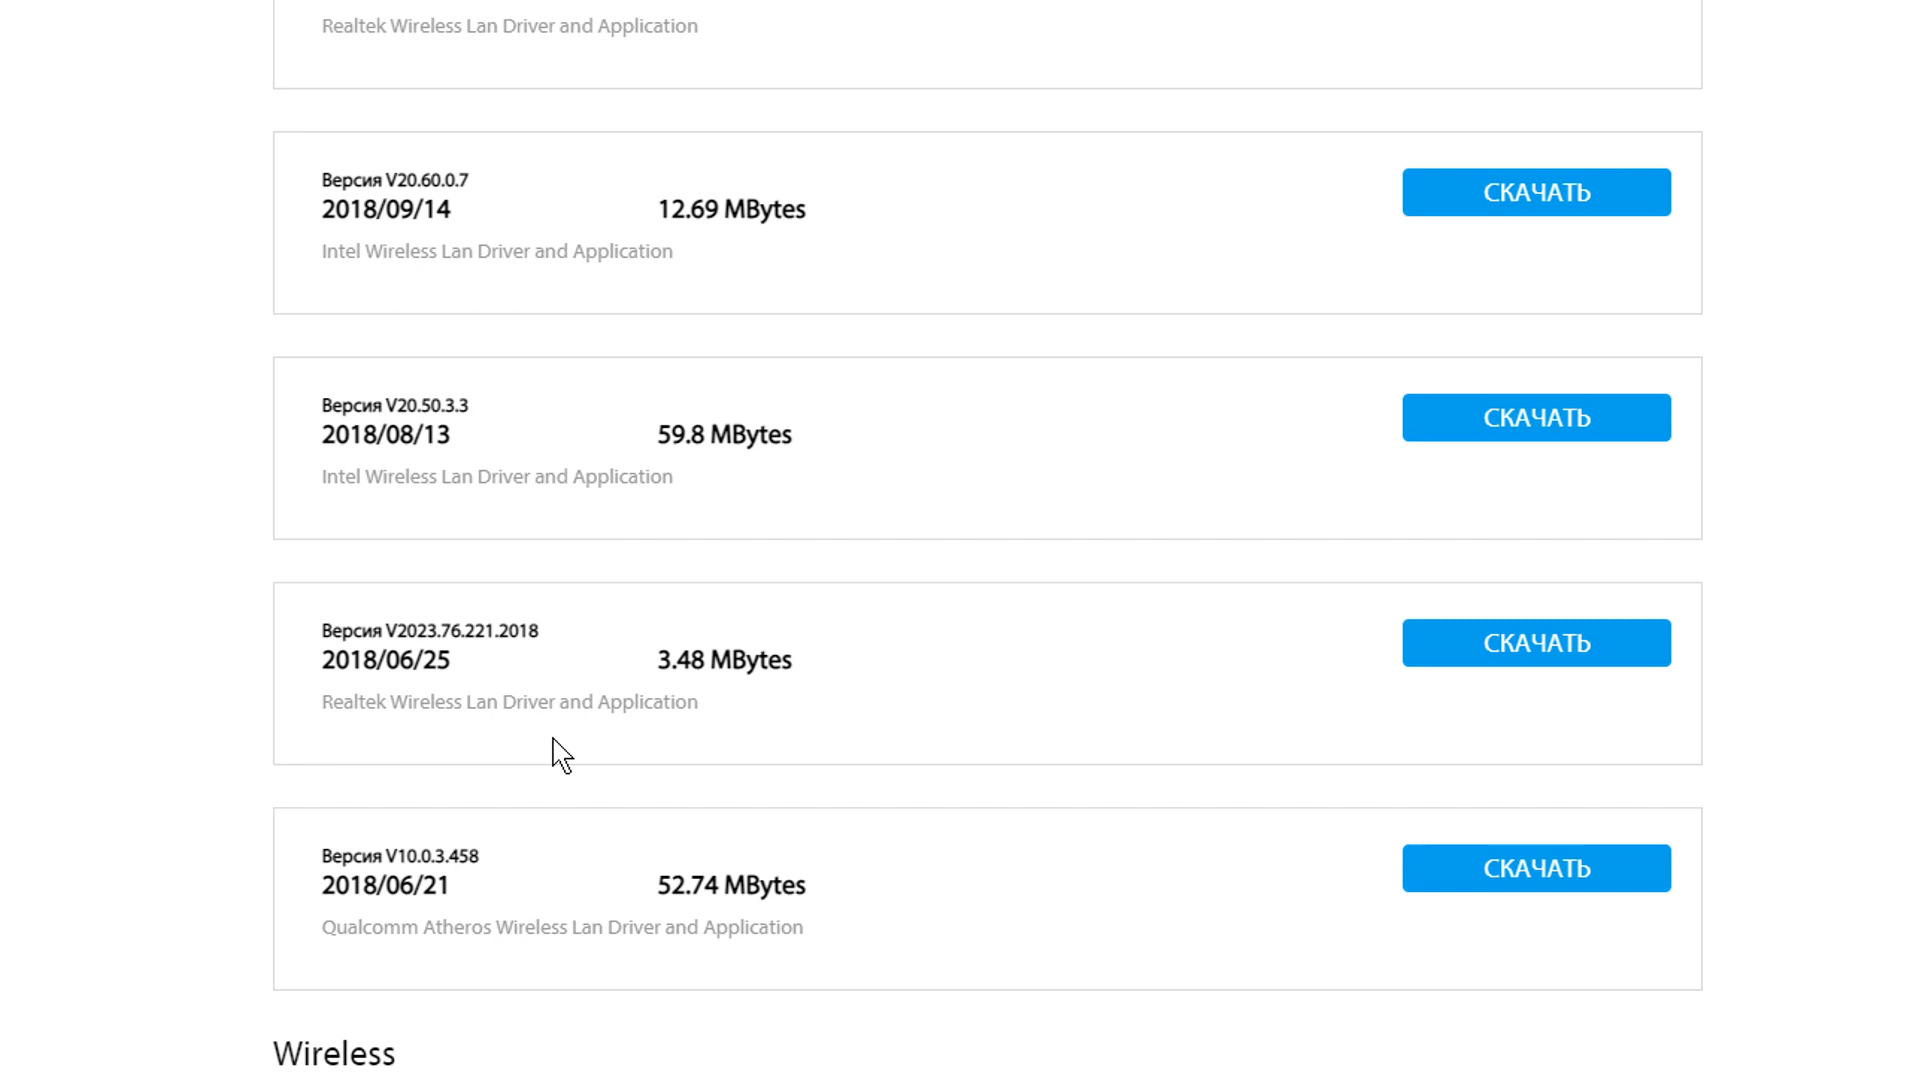 Realtek Wireless Lan Driver and Application
Версия V20.60.0.7
2018/09/14 12.69 MBytes
СКАЧАТЬ
Intel Wireless Lan Driver and Application
Версия V20.50.3.3
2018/08/13 59.8 MBytes
СКАЧАТЬ
Intel Wireless Lan Driver and Application
Версия V2023.76.221.2018
2018/06/25 3.48 MBytes
СКАЧАТЬ
Realtek Wireless Lan Driver and Application
Версия V10.0.3.458
2018/06/21 52.74 MBytes
СКАЧАТЬ
Qualcomm Atheros Wireless Lan Driver and Application
Wireless